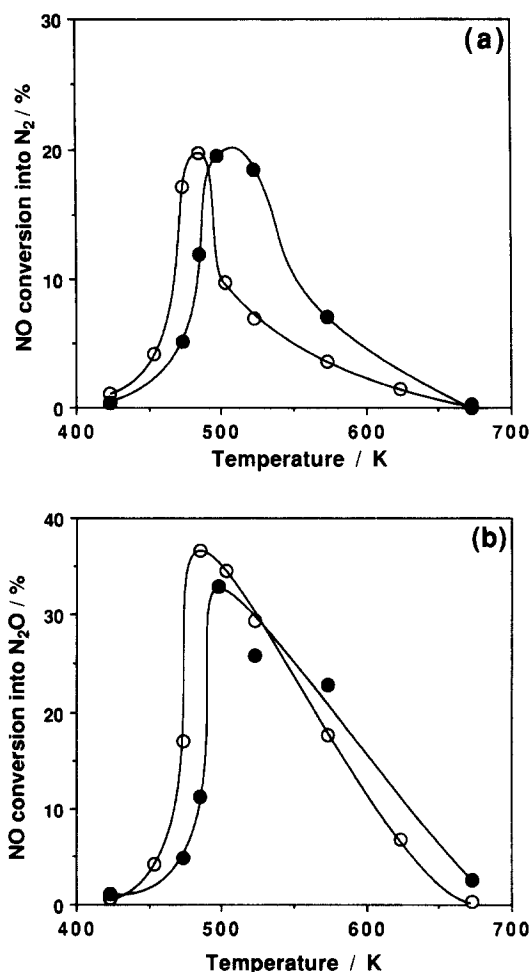 (a)
30
20
10
0
NO conversion into N₂ / %
400 500 600 700
Temperature / K
(b)
40
30
20
10
0
NO conversion into N₂O / %
400 500 600 700
Temperature / K